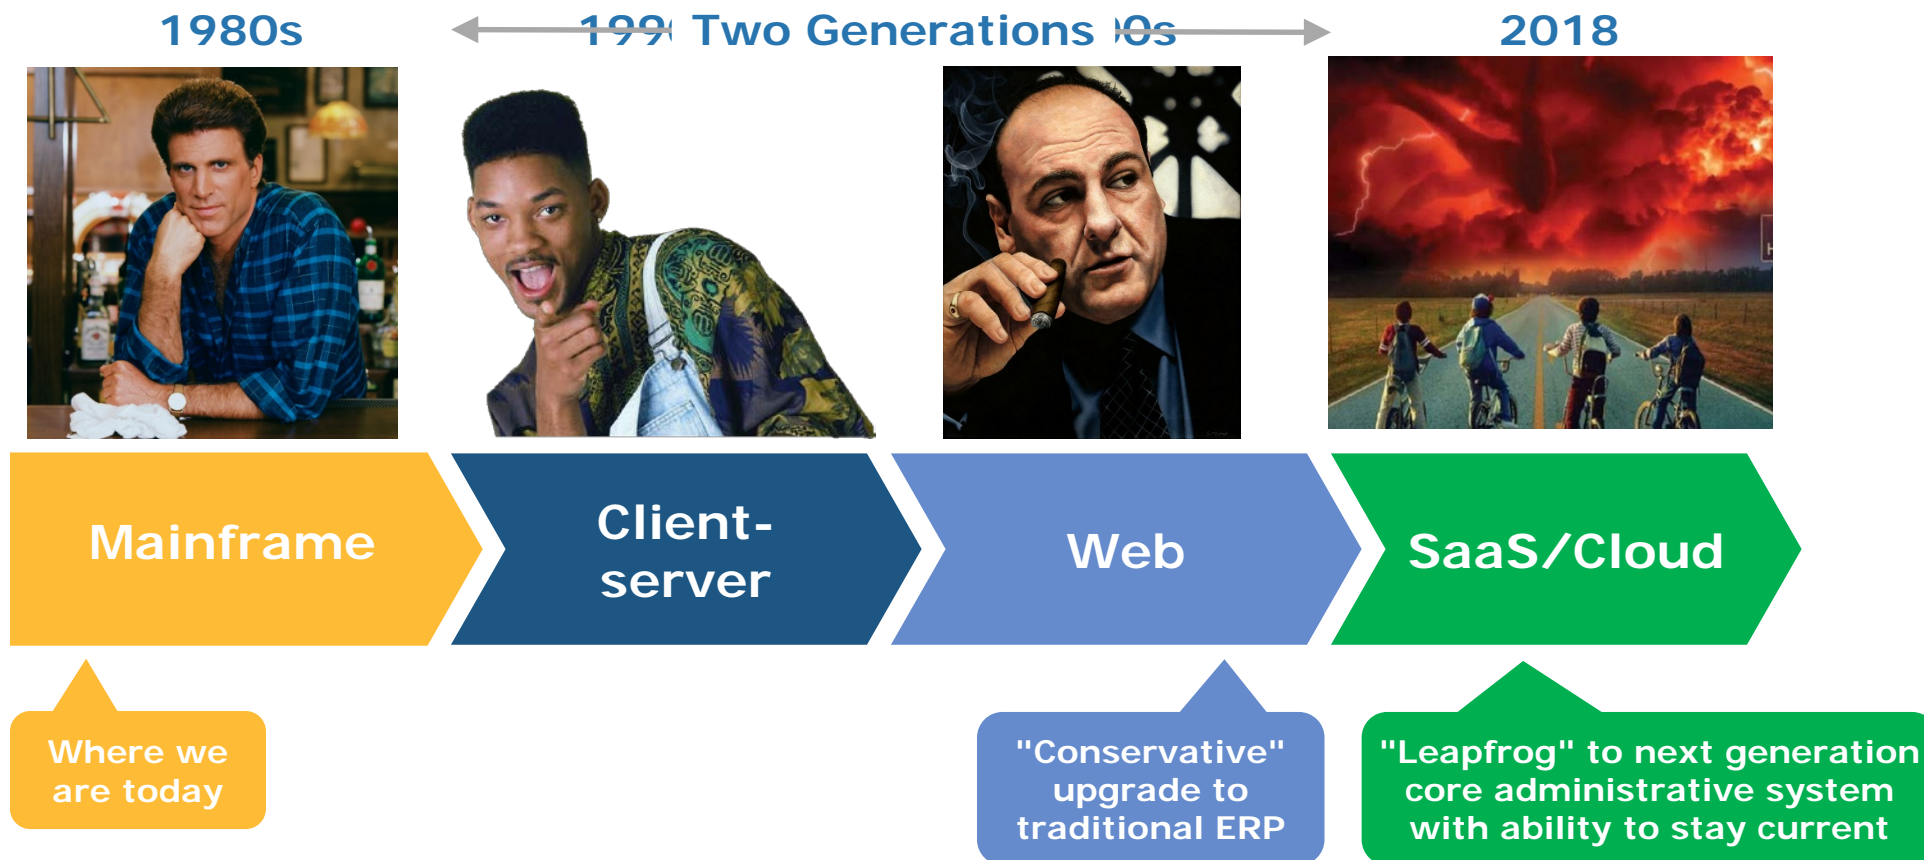 1980s
Two Generations
2018
Mainframe
Client-
server
Web
SaaS/Cloud
Where we
are today
"Conservative"
upgrade to
traditional ERP
"Leapfrog" to next generation
core administrative system
with ability to stay current